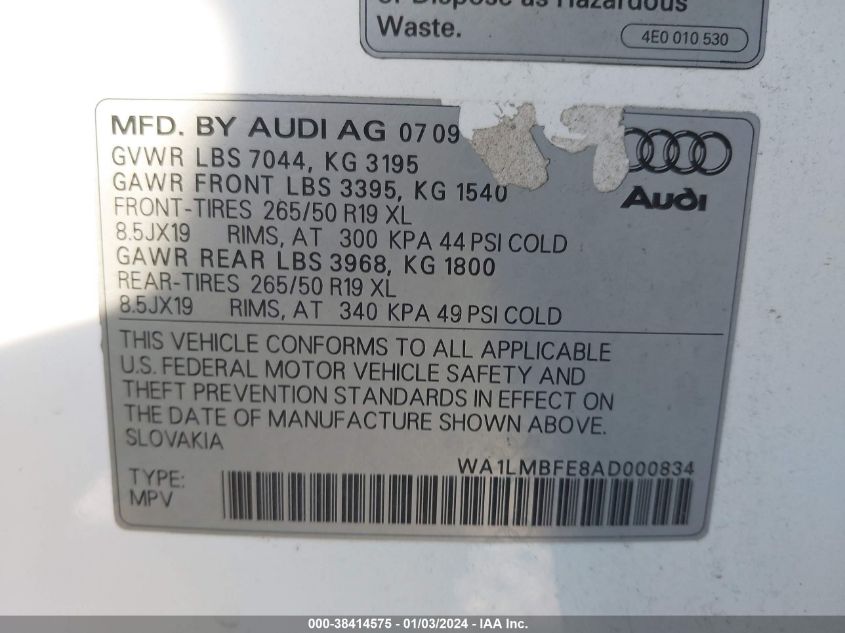 or Dispose as Hazardous
Waste.
4E0 010 530
MFD. BY AUDI AG 07 09
GVWR LBS 7044, KG 3195
GAWR FRONT LBS 3395, KG 1540
FRONT-TIRES 265/50 R19 XL
8.5JX19 RIMS, AT 300 KPA 44 PSI COLD
GAWR REAR LBS 3968, KG 1800
REAR-TIRES 265/50 R19 XL
8.5JX19 RIMS, AT 340 KPA 49 PSI COLD
Audi
THIS VEHICLE CONFORMS TO ALL APPLICABLE
U.S. FEDERAL MOTOR VEHICLE SAFETY AND
THEFT PREVENTION STANDARDS IN EFFECT ON
THE DATE OF MANUFACTURE SHOWN ABOVE.
SLOVAKIA
WA1LMBFE8AD000834
TYPE:
MPV
000-38414575 - 01/03/2024 - IAA Inc.